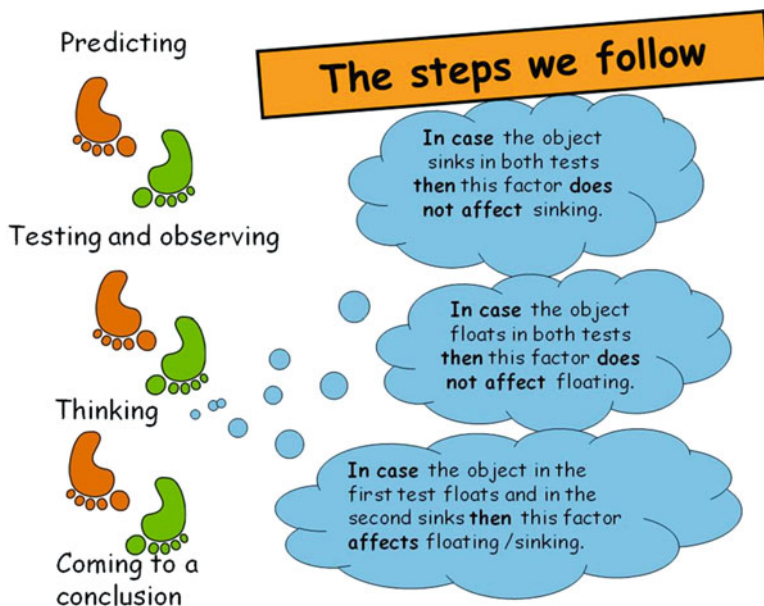 The steps we follow
Predicting
Testing and observing
Thinking
Coming to a
conclusion
In case the object
sinks in both tests
then this factor does
not affect sinking.
In case the object
floats in both tests
then this factor does
not affect floating.
In case the object in the
first test floats and in the
second sinks then this factor
affects floating /sinking.